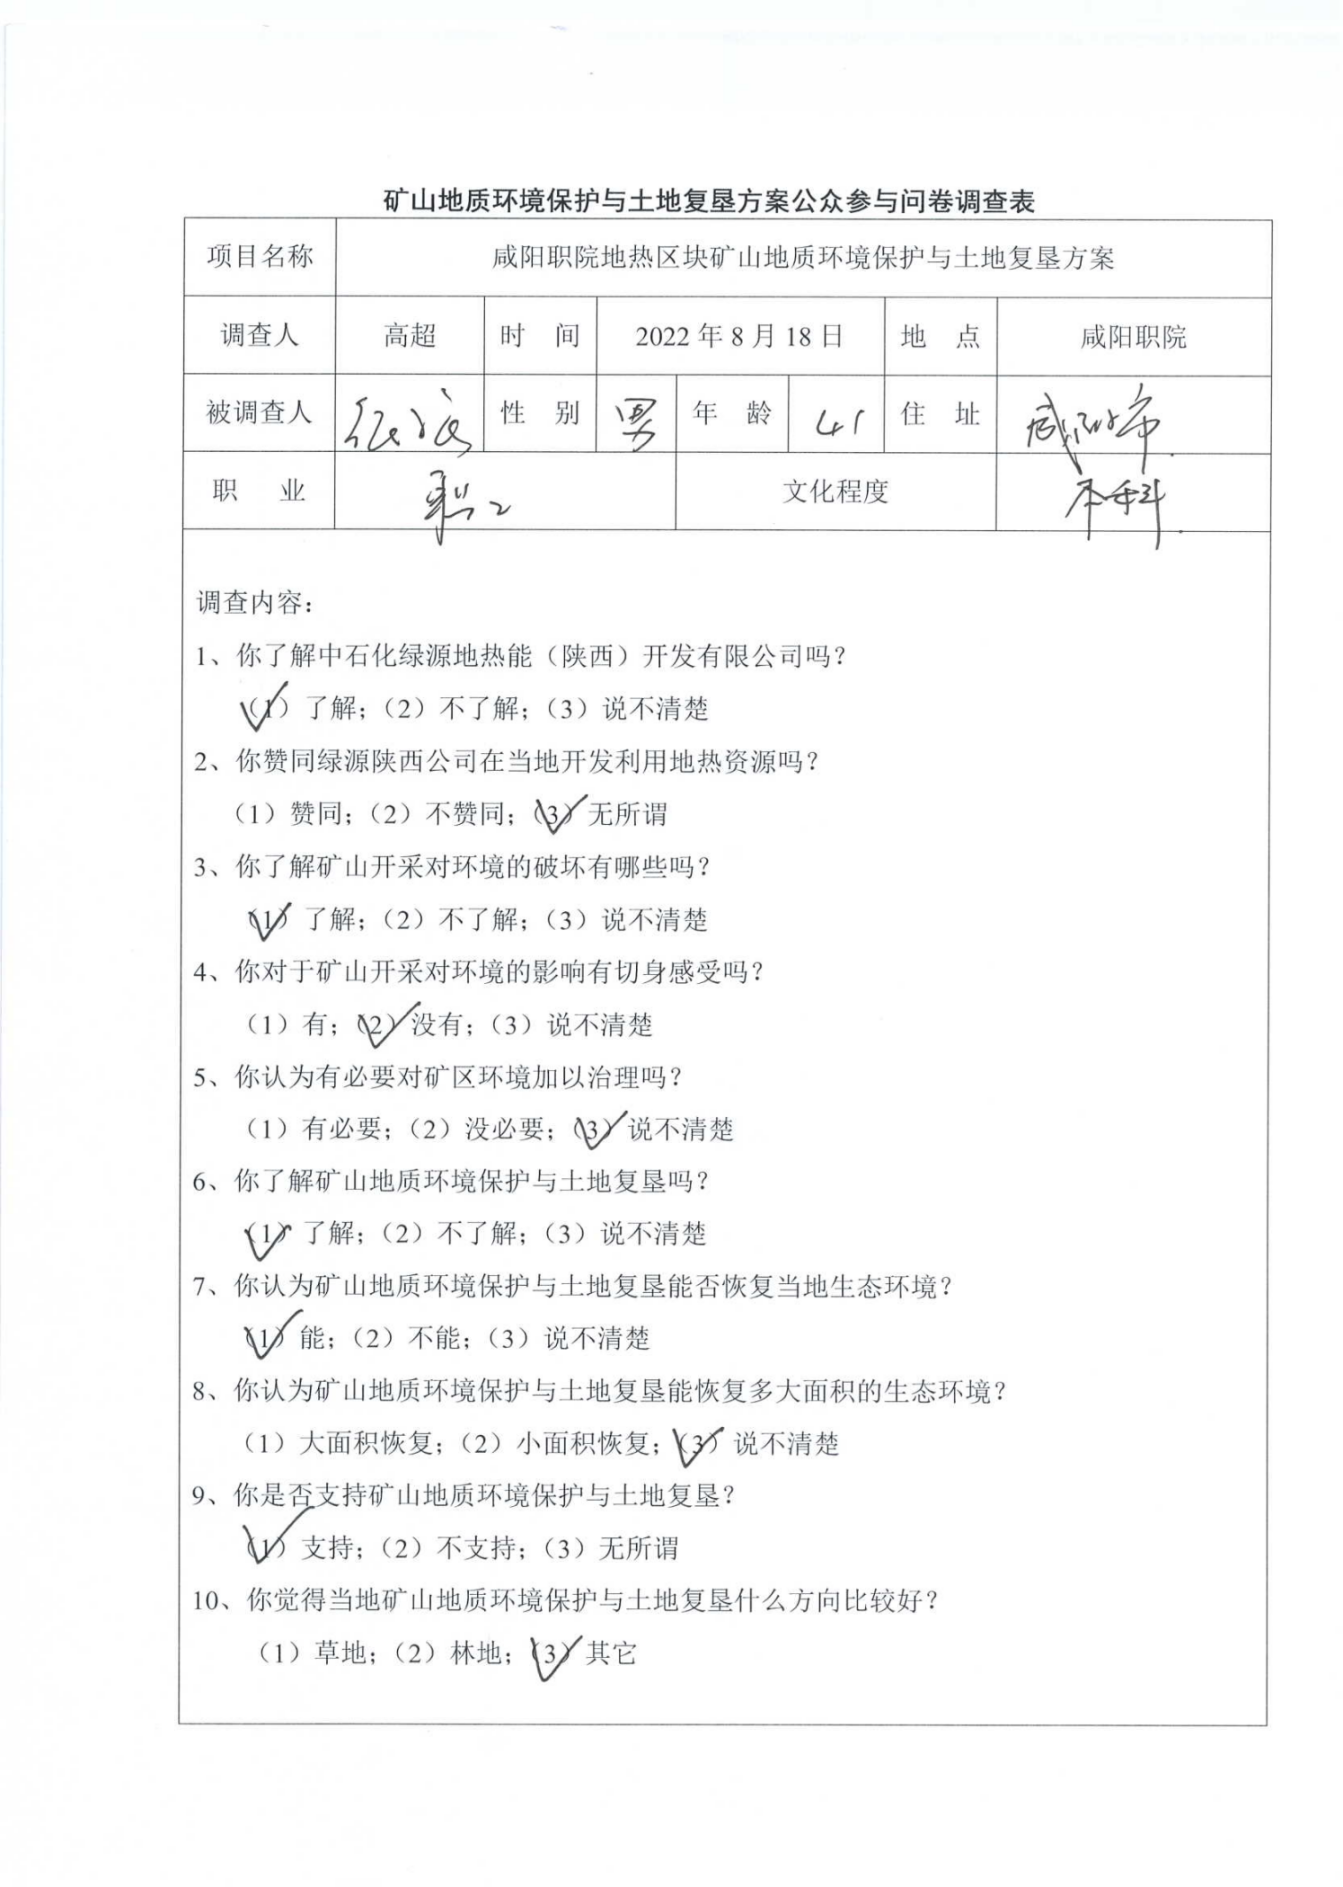 矿山地质环境保护与土地复垦方案公众参与问卷调查表
项目名称 咸阳职院地热区块矿山地质环境保护与土地复垦方案
调查人 高超 时 间 2022 年 8 月 18 日 地 点 咸阳职院
被调查人 性 别 男 年 龄 41 住 址 咸阳市
职 业 职工 文化程度 本科
调查内容：
1、你了解中石化绿源地热能（陕西）开发有限公司吗？
（1）了解；（2）不了解；（3）说不清楚
2、你赞同绿源陕西公司在当地开发利用地热资源吗？
（1）赞同；（2）不赞同；（3）无所谓
3、你了解矿山开采对环境的破坏有哪些吗？
（1）了解；（2）不了解；（3）说不清楚
4、你对于矿山开采对环境的影响有切身感受吗？
（1）有；（2）没有；（3）说不清楚
5、你认为有必要对矿区环境加以治理吗？
（1）有必要；（2）没必要；（3）说不清楚
6、你了解矿山地质环境保护与土地复垦吗？
（1）了解；（2）不了解；（3）说不清楚
7、你认为矿山地质环境保护与土地复垦能否恢复当地生态环境？
（1）能；（2）不能；（3）说不清楚
8、你认为矿山地质环境保护与土地复垦能恢复多大面积的生态环境？
（1）大面积恢复；（2）小面积恢复；（3）说不清楚
9、你是否支持矿山地质环境保护与土地复垦？
（1）支持；（2）不支持；（3）无所谓
10、你觉得当地矿山地质环境保护与土地复垦什么方向比较好？
（1）草地；（2）林地；（3）其它